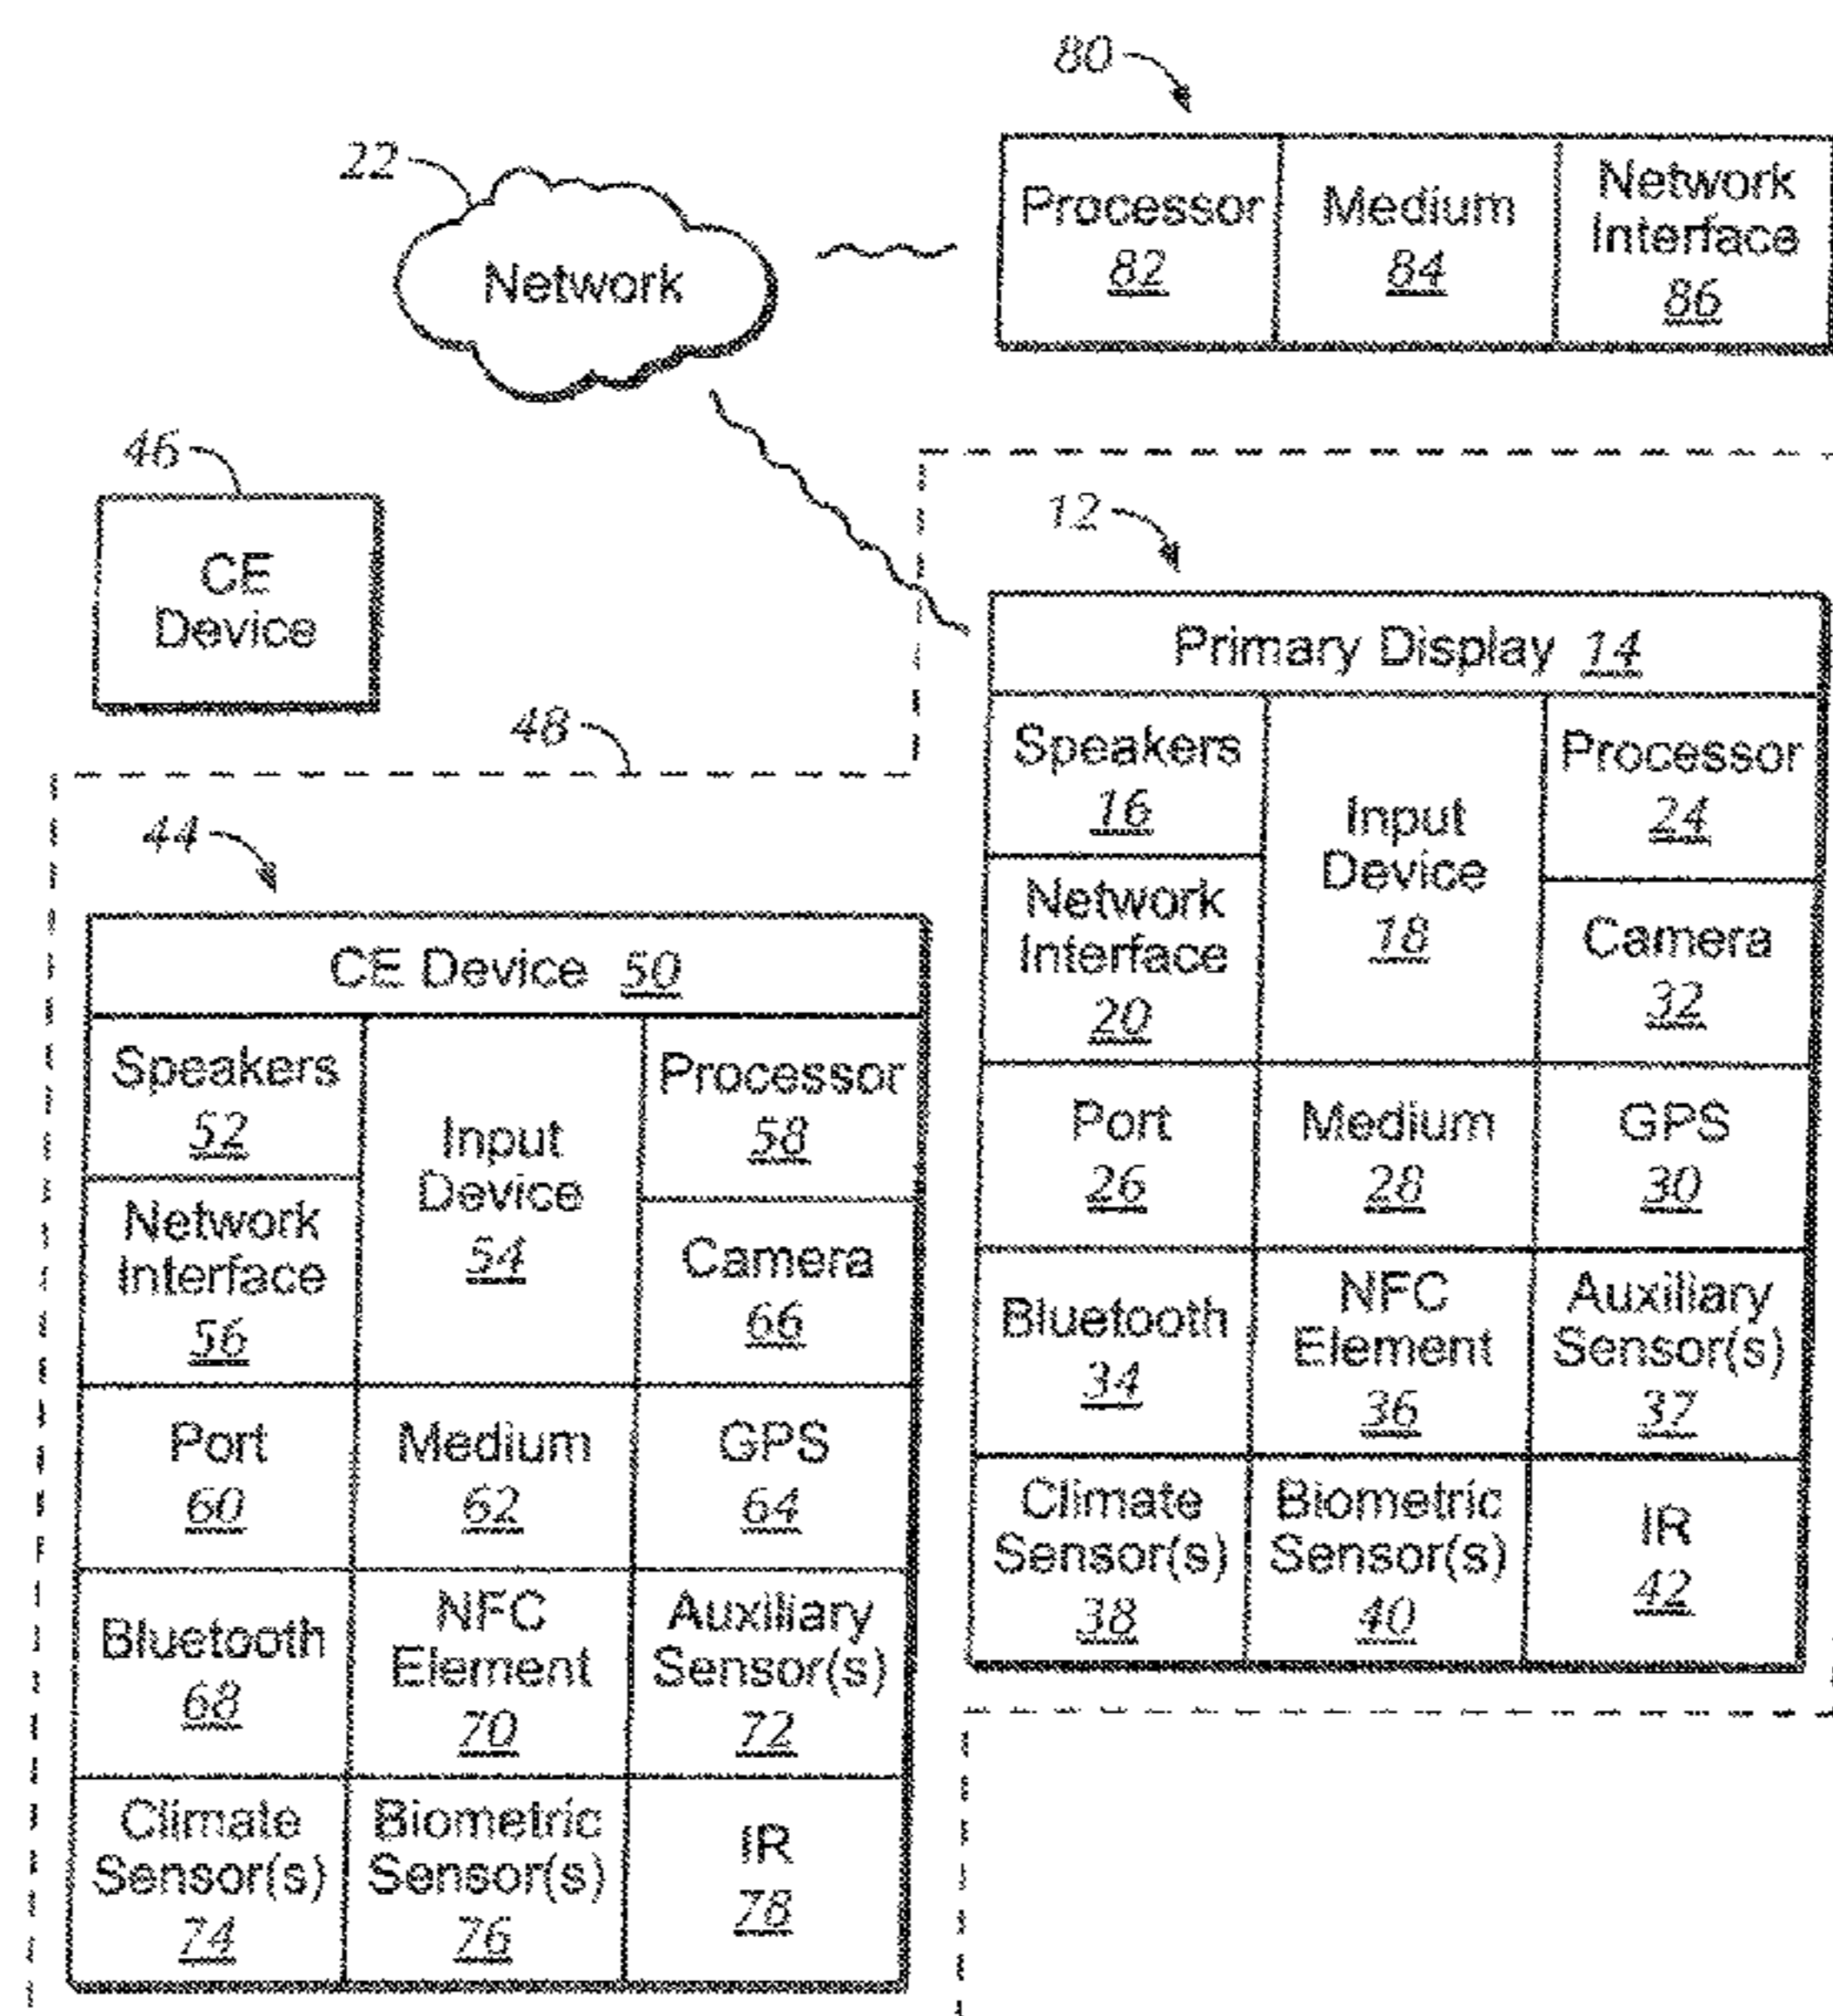 80
22
Network
Processor
82
Medium
84
Network
Interface
86
46
CE
Device
48
12
Primary Display 14
Speakers
16
Input
Device
18
Processor
24
Network
Interface
20
Camera
32
Port
26
Medium
28
GPS
30
Bluetooth
34
NFC
Element
36
Auxiliary
Sensor(s)
37
Climate
Sensor(s)
38
Biometric
Sensor(s)
40
IR
42
44
CE Device 50
Speakers
52
Input
Device
54
Processor
58
Network
Interface
56
Camera
66
Port
60
Medium
62
GPS
64
Bluetooth
68
NFC
Element
70
Auxiliary
Sensor(s)
72
Climate
Sensor(s)
74
Biometric
Sensor(s)
76
IR
78